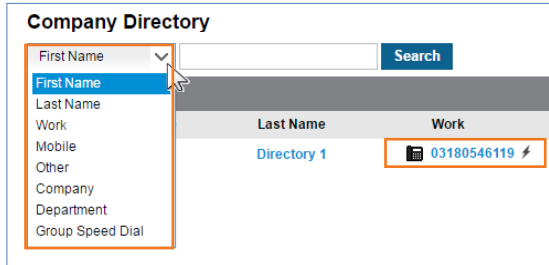 Company Directory
First Name Search
First Name
Last Name
Work
Mobile
Other
Company
Department
Group Speed Dial
Last Name Work
Directory 1 03180546119